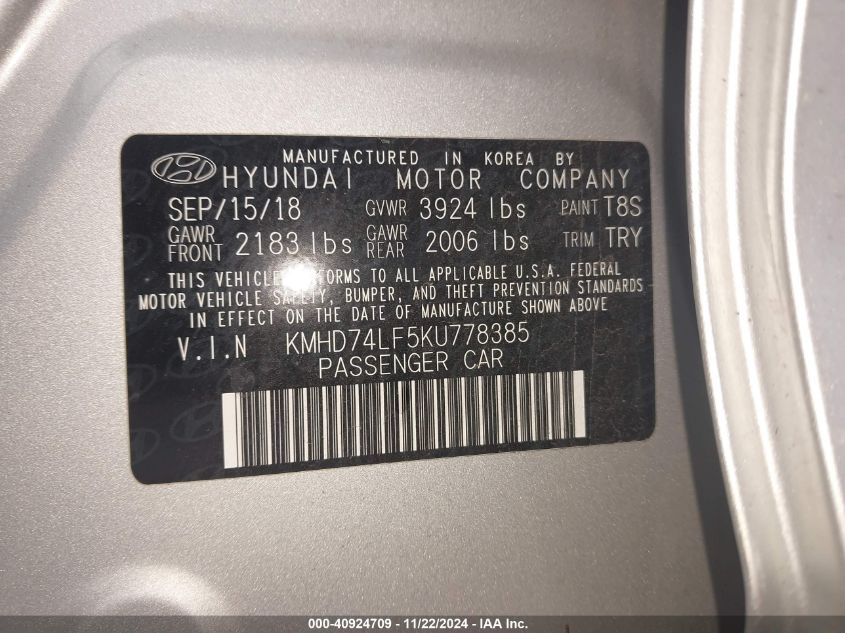 MANUFACTURED IN KOREA BY
HYUNDAI MOTOR COMPANY
SEP/15/18 GVWR 3924 lbs PAINT T8S
GAWR FRONT 2183 lbs GAWR REAR 2006 lbs TRIM TRY
THIS VEHICLE TO ALL APPLICABLE U.S.A. FEDERAL
MOTOR VEHICLE SAFETY, BUMPER, AND THEFT PREVENTION STANDARDS
IN EFFECT ON THE DATE OF MANUFACTURE SHOWN ABOVE
V.I.N KMHD74LF5KU778385
PASSENGER CAR
000-40924709 - 11/22/2024 - IAA Inc.